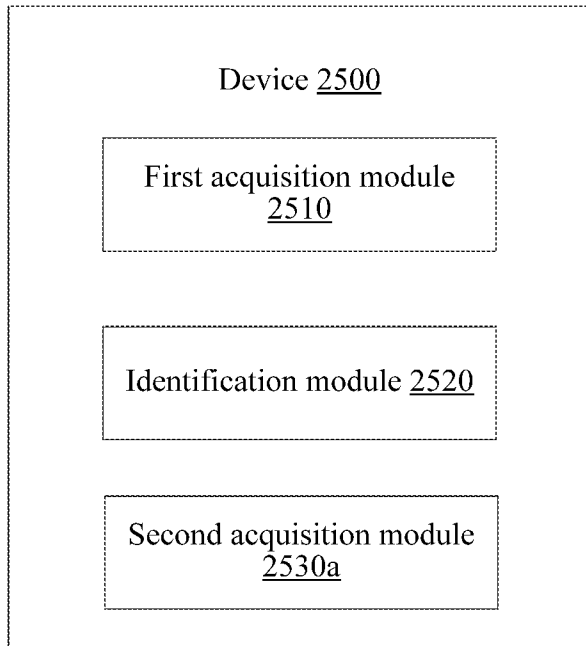 Device 2500
First acquisition module
2510
Identification module 2520
Second acquisition module
2530a